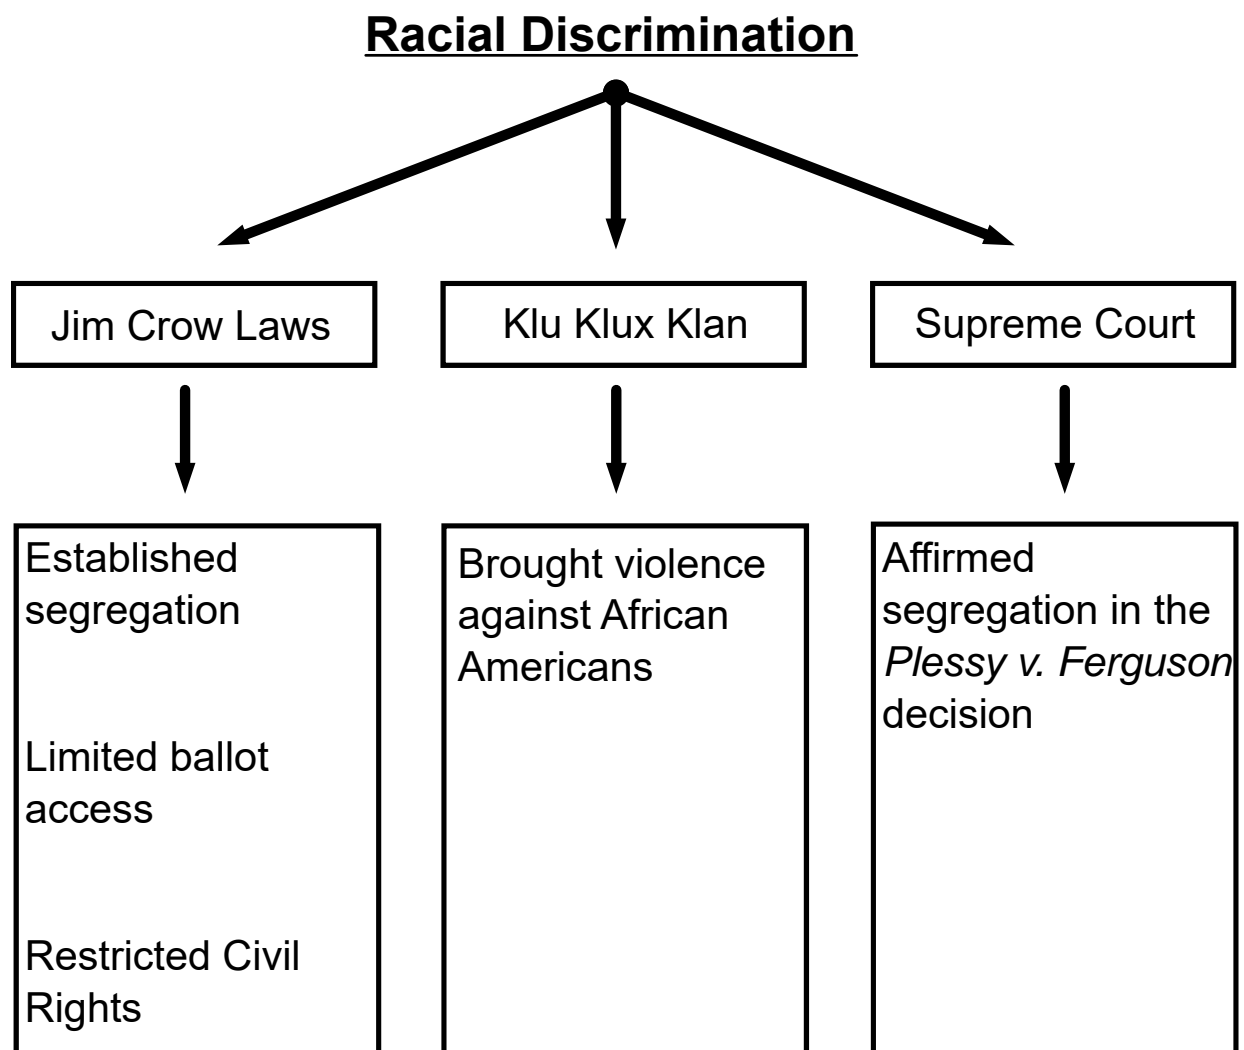 Racial Discrimination
Jim Crow Laws
Klu Klux Klan
Supreme Court
Established
segregation
Limited ballot
access
Restricted Civil
Rights
Brought violence
against African
Americans
Affirmed
segregation in the
Plessy v. Ferguson
decision